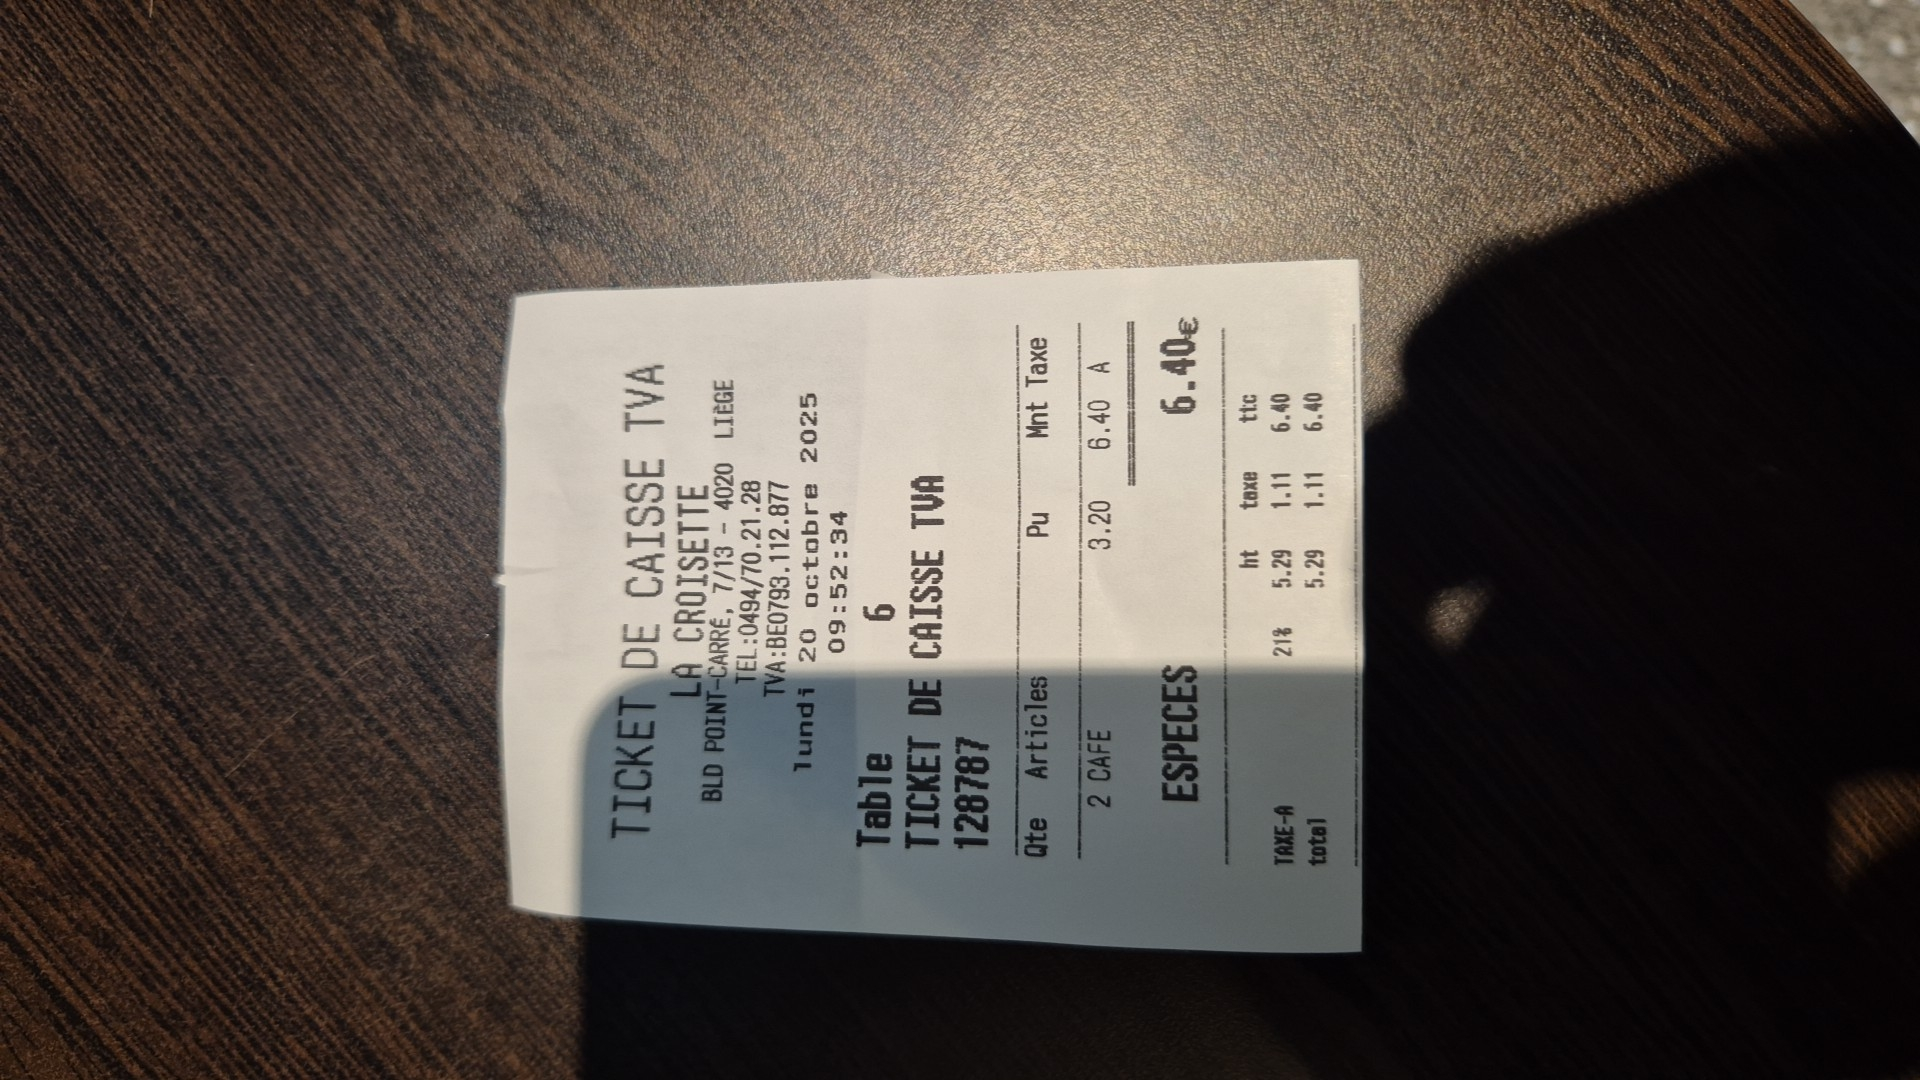 TICKET DE CAISSE TVA
LA CROISETTE
BLD POINT-CARRÉ, 7/13 - 4020 LIÈGE
TEL:0494/70.21.28
TVA:BE0793.112.877
lundi 20 octobre 2025
09:52:34
Table 6
TICKET DE CAISSE TVA
128787
Qte Articles Pu Mnt Taxe
2 CAFE 3.20 6.40 A
ESPECES 6.40€
ht taxe ttc
TAXE-A 21% 5.29 1.11 6.40
total 5.29 1.11 6.40